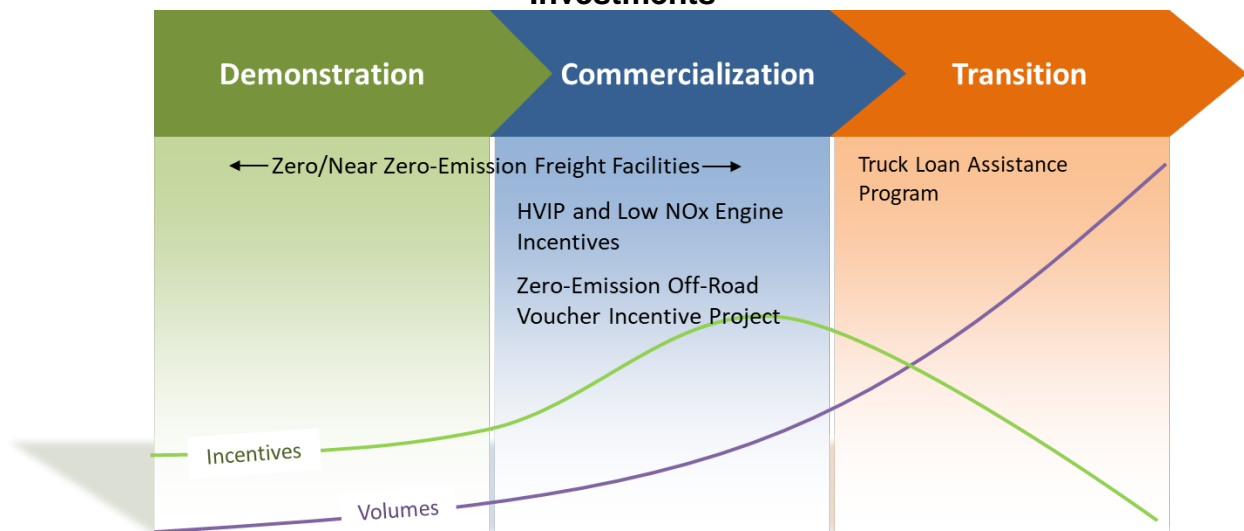 Investments
Demonstration
Commercialization
Transition
Zero/Near Zero-Emission Freight Facilities
HVIP and Low NOx Engine
Incentives
Zero-Emission Off-Road
Voucher Incentive Project
Truck Loan Assistance
Program
Incentives
Volumes